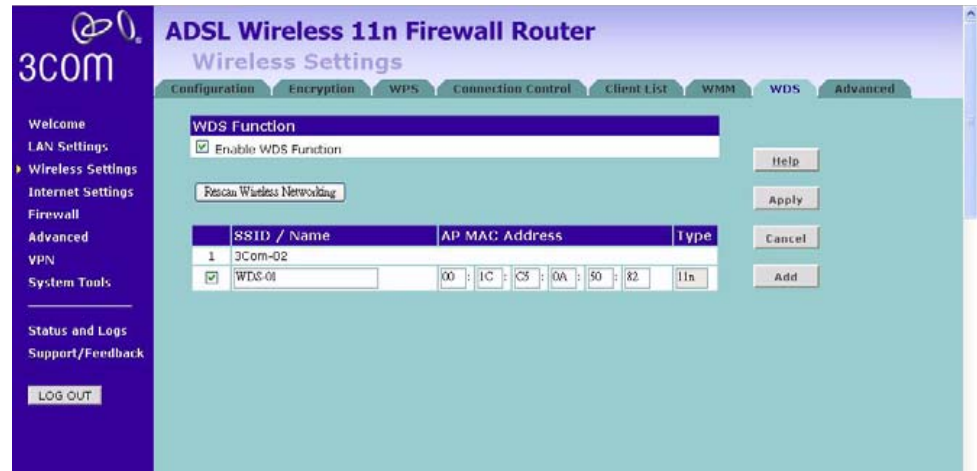 3COM
Welcome
LAN Settings
Wireless Settings
Internet Settings
Firewall
Advanced
VPN
System Tools
Status and Logs
Support/Feedback
LOG OUT
ADSL Wireless 11n Firewall Router
Wireless Settings
Configuration Encryption WPS Connection Control Client List WMM WDS Advanced
WDS Function
Enable WDS Function
Rescan Wireless Networking
SSID / Name AP MAC Address Type
1 3Com-02
WDS-01 00 : 1C : C5 : 0A : 50 : 82 11n
Help
Apply
Cancel
Add